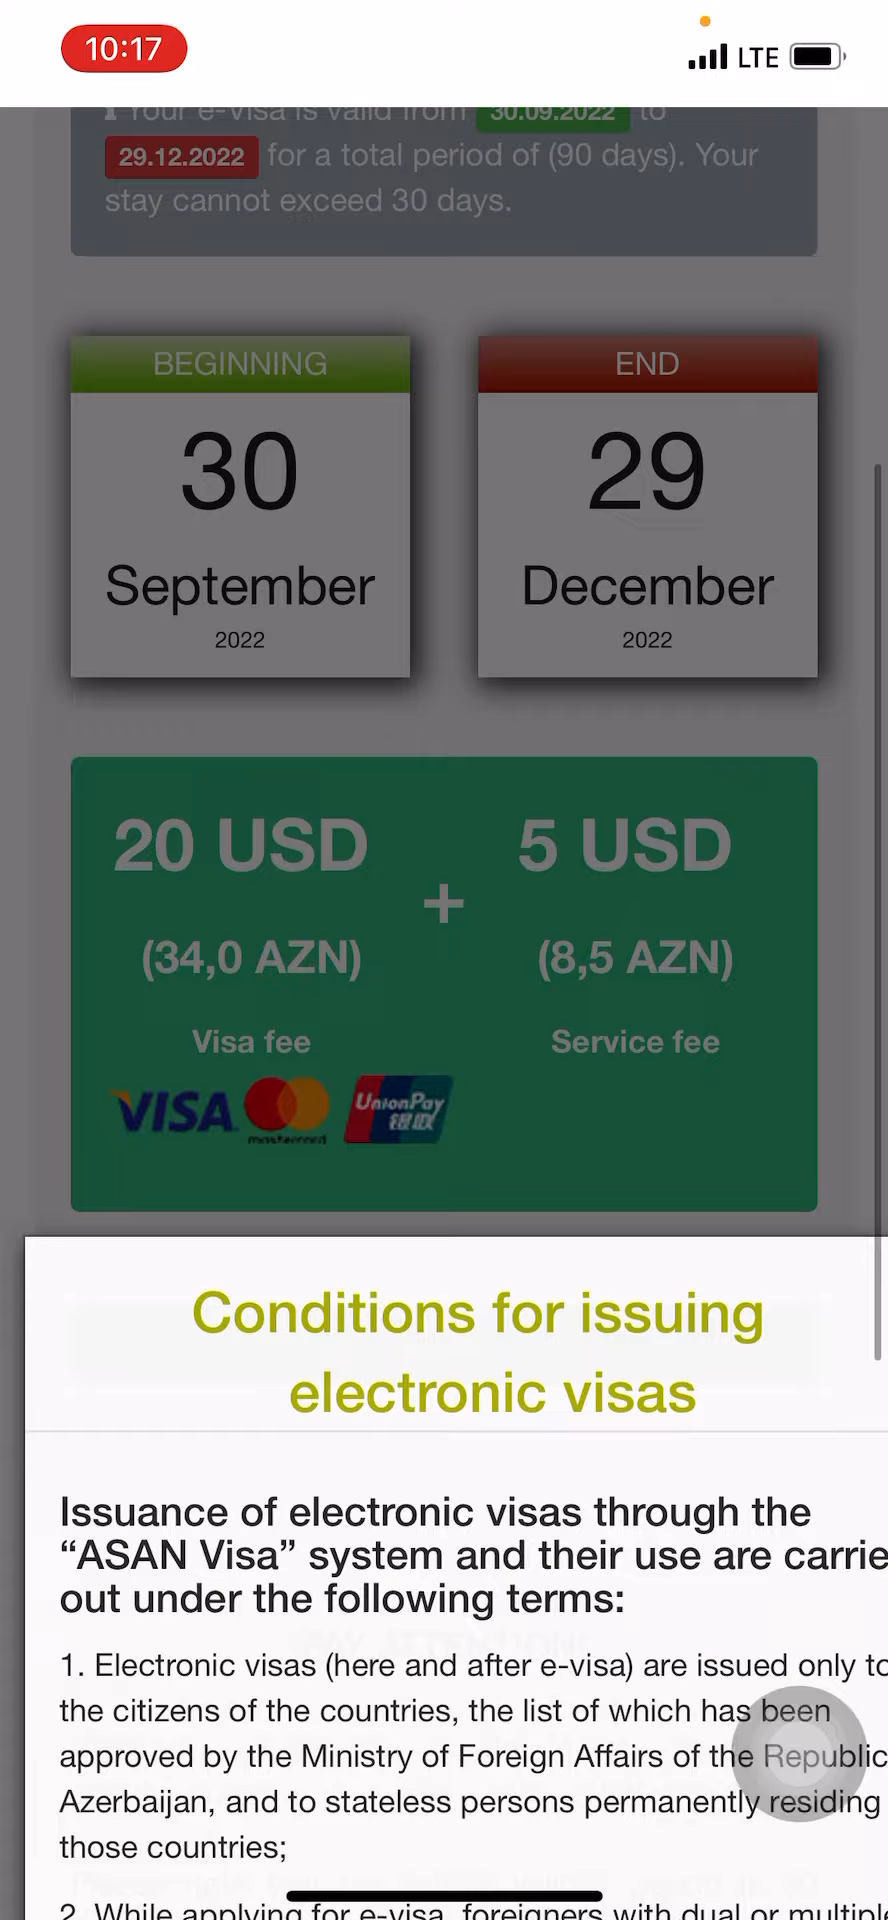 10:17
LTE
Your e-visa is valid from 30.09.2022 to
29.12.2022 for a total period of (90 days). Your
stay cannot exceed 30 days.
BEGINNING
30
September
2022
END
29
December
2022
20 USD
(34,0 AZN)
Visa fee
+
5 USD
(8,5 AZN)
Service fee
VISA
mastercard
UnionPay
银联
Conditions for issuing
electronic visas
Issuance of electronic visas through the
“ASAN Visa” system and their use are carrie
out under the following terms:
1. Electronic visas (here and after e-visa) are issued only to
the citizens of the countries, the list of which has been
approved by the Ministry of Foreign Affairs of the Republic
Azerbaijan, and to stateless persons permanently residing
those countries;
2. While applying for e-visa, foreigners with dual or multiple